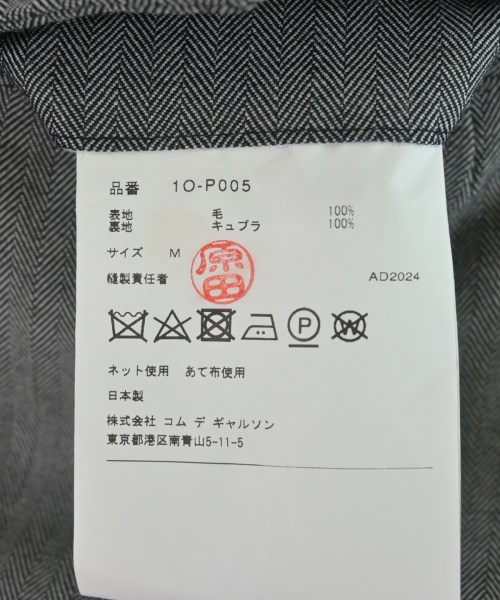 品番 1O-P005
表地 毛 100%
裏地 キュプラ 100%
サイズ M
原田
縫製責任者 AD2024
P W
ネット使用 あて布使用
日本製
株式会社 コム デ ギャルソン
東京都港区南青山5-11-5